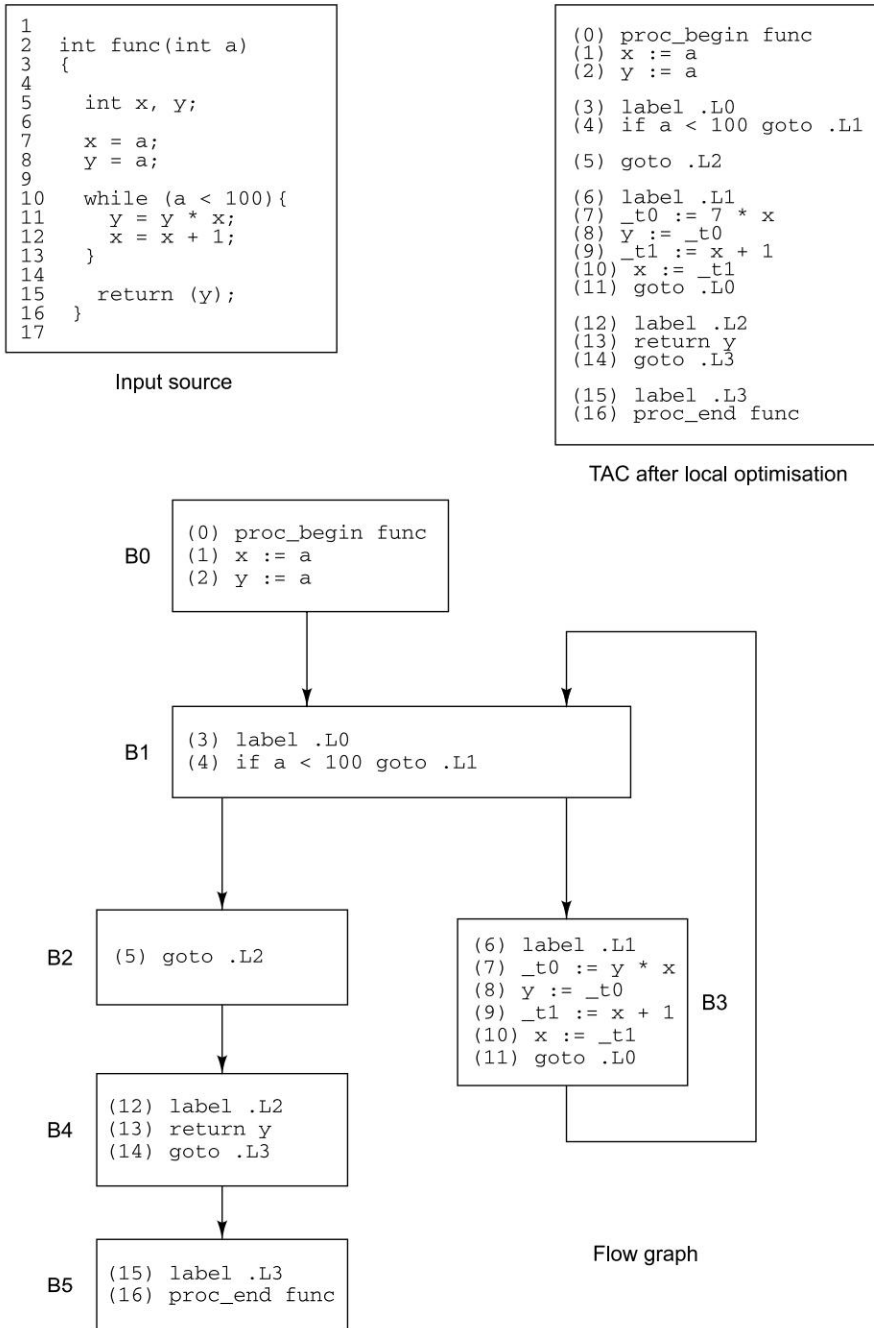 1
2 int func(int a)
3 {
4
5 int x, y;
6
7 x = a;
8 y = a;
9
10 while (a < 100){
11 y = y * x;
12 x = x + 1;
13 }
14
15 return (y);
16 }
17
Input source
(0) proc_begin func
(1) x := a
(2) y := a
(3) label .L0
(4) if a < 100 goto .L1
(5) goto .L2
(6) label .L1
(7) _t0 := 7 * x
(8) y := _t0
(9) _t1 := x + 1
(10) x := _t1
(11) goto .L0
(12) label .L2
(13) return y
(14) goto .L3
(15) label .L3
(16) proc_end func
TAC after local optimisation
B0
(0) proc_begin func
(1) x := a
(2) y := a
B1
(3) label .L0
(4) if a < 100 goto .L1
B2
(5) goto .L2
(6) label .L1
(7) _t0 := y * x
(8) y := _t0
(9) _t1 := x + 1
(10) x := _t1
(11) goto .L0
B3
B4
(12) label .L2
(13) return y
(14) goto .L3
B5
(15) label .L3
(16) proc_end func
Flow graph